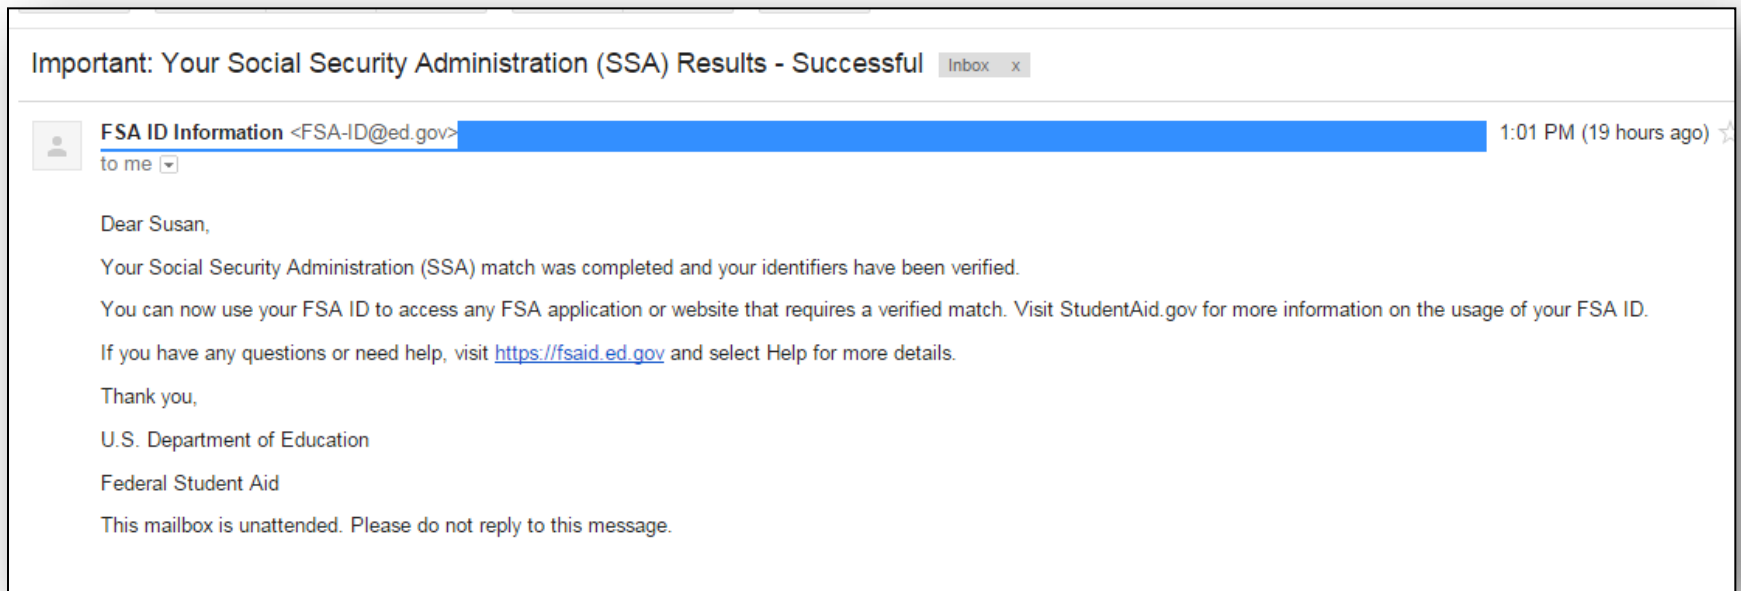 Important: Your Social Security Administration (SSA) Results - Successful Inbox x
FSA ID Information <FSA-ID@ed.gov> 1:01 PM (19 hours ago)
to me
Dear Susan,
Your Social Security Administration (SSA) match was completed and your identifiers have been verified.
You can now use your FSA ID to access any FSA application or website that requires a verified match. Visit StudentAid.gov for more information on the usage of your FSA ID.
If you have any questions or need help, visit https://fsaid.ed.gov and select Help for more details.
Thank you,
U.S. Department of Education
Federal Student Aid
This mailbox is unattended. Please do not reply to this message.